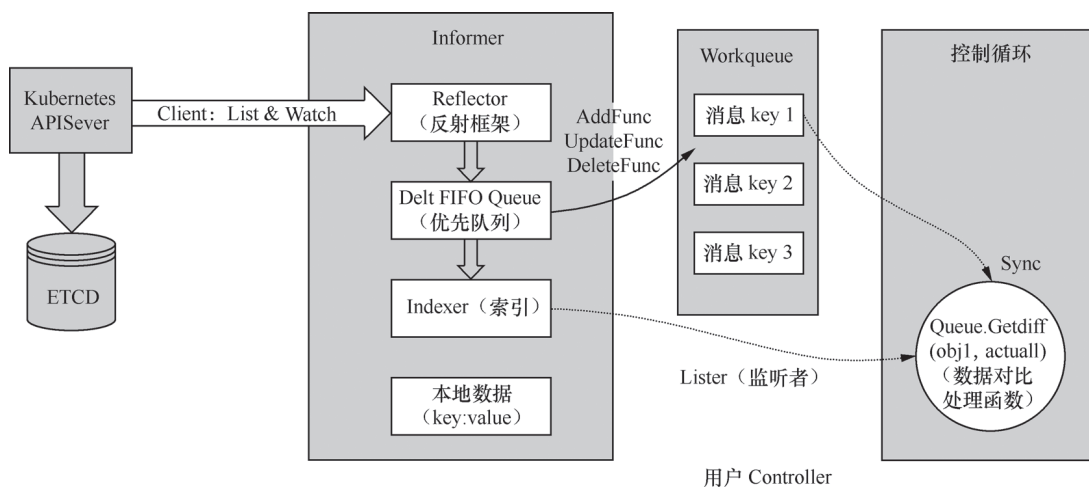 Kubernetes
APISever
ETCD
Client：List & Watch
Informer
Reflector
（反射框架）
Delt FIFO Queue
（优先队列）
Indexer（索引）
本地数据
（key:value）
AddFunc
UpdateFunc
DeleteFunc
Workqueue
消息 key 1
消息 key 2
消息 key 3
Lister（监听者）
控制循环
Sync
Queue.Getdiff
(obj1, actuall)
（数据对比
处理函数）
用户 Controller